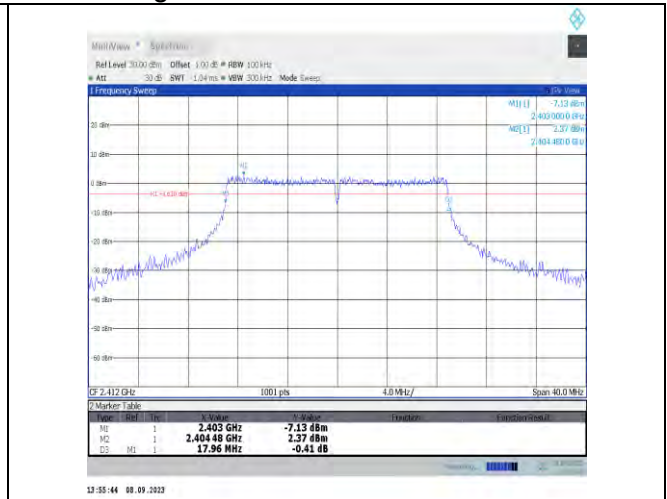 MultiView Spectrum
Ref Level 30.00 dBm Offset 1.00 dB RBW 100 kHz
Att 30 dB SWT 1.04 ms VBW 300 kHz Mode Sweep
1 Frequency Sweep
M1[1] -7.13 dBm
2.403000 0 GHz
M2[1] 2.37 dBm
2.404480 0 GHz
20 dBm
10 dBm
0 dBm
-10 dBm
-20 dBm
-30 dBm
-40 dBm
-50 dBm
-60 dBm
CF 2.412 GHz 1001 pts 4.0 MHz/ Span 40.0 MHz
2 Marker Table
Type Ref Trc X-Value Y-Value Function Function Result
M1 1 2.403 GHz -7.13 dBm
M2 1 2.404 48 GHz 2.37 dBm
D3 M1 1 17.96 MHz -0.41 dB
13:55:44 08.09.2023